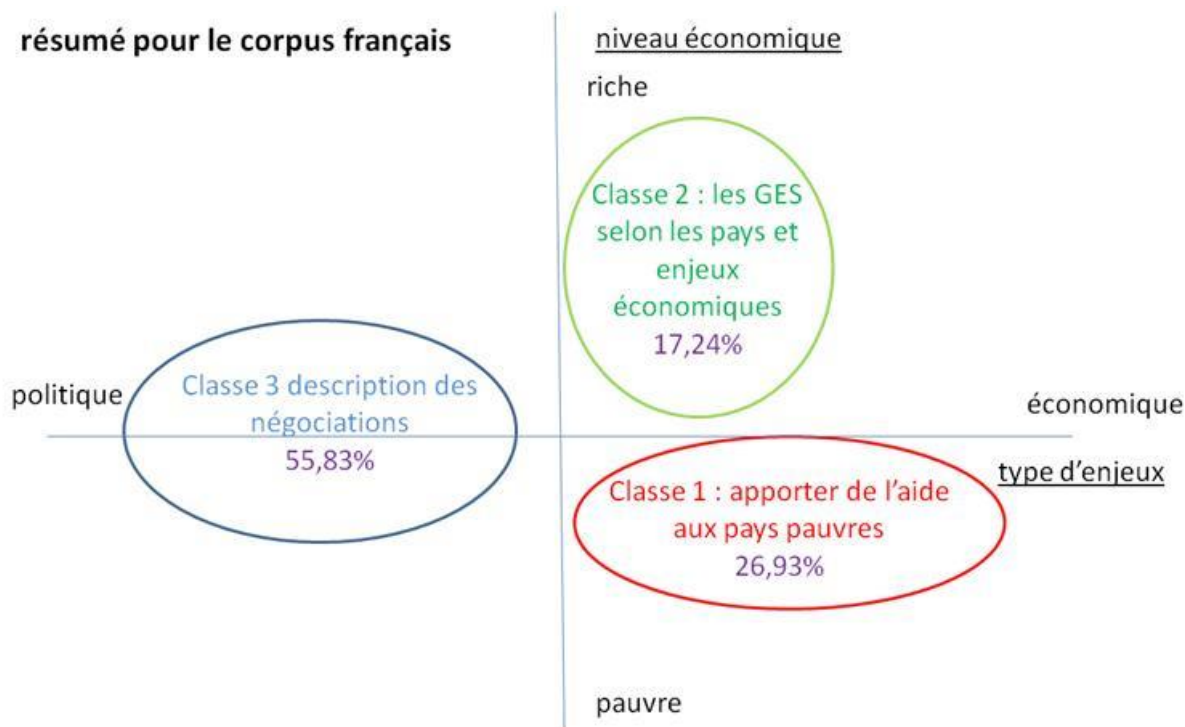 résumé pour le corpus français
niveau économique
riche
Classe 2 : les GES
selon les pays et
enjeux
économiques
17,24%
politique
Classe 3 description des
négociations
55,83%
économique
type d'enjeux
Classe 1 : apporter de l'aide
aux pays pauvres
26,93%
pauvre